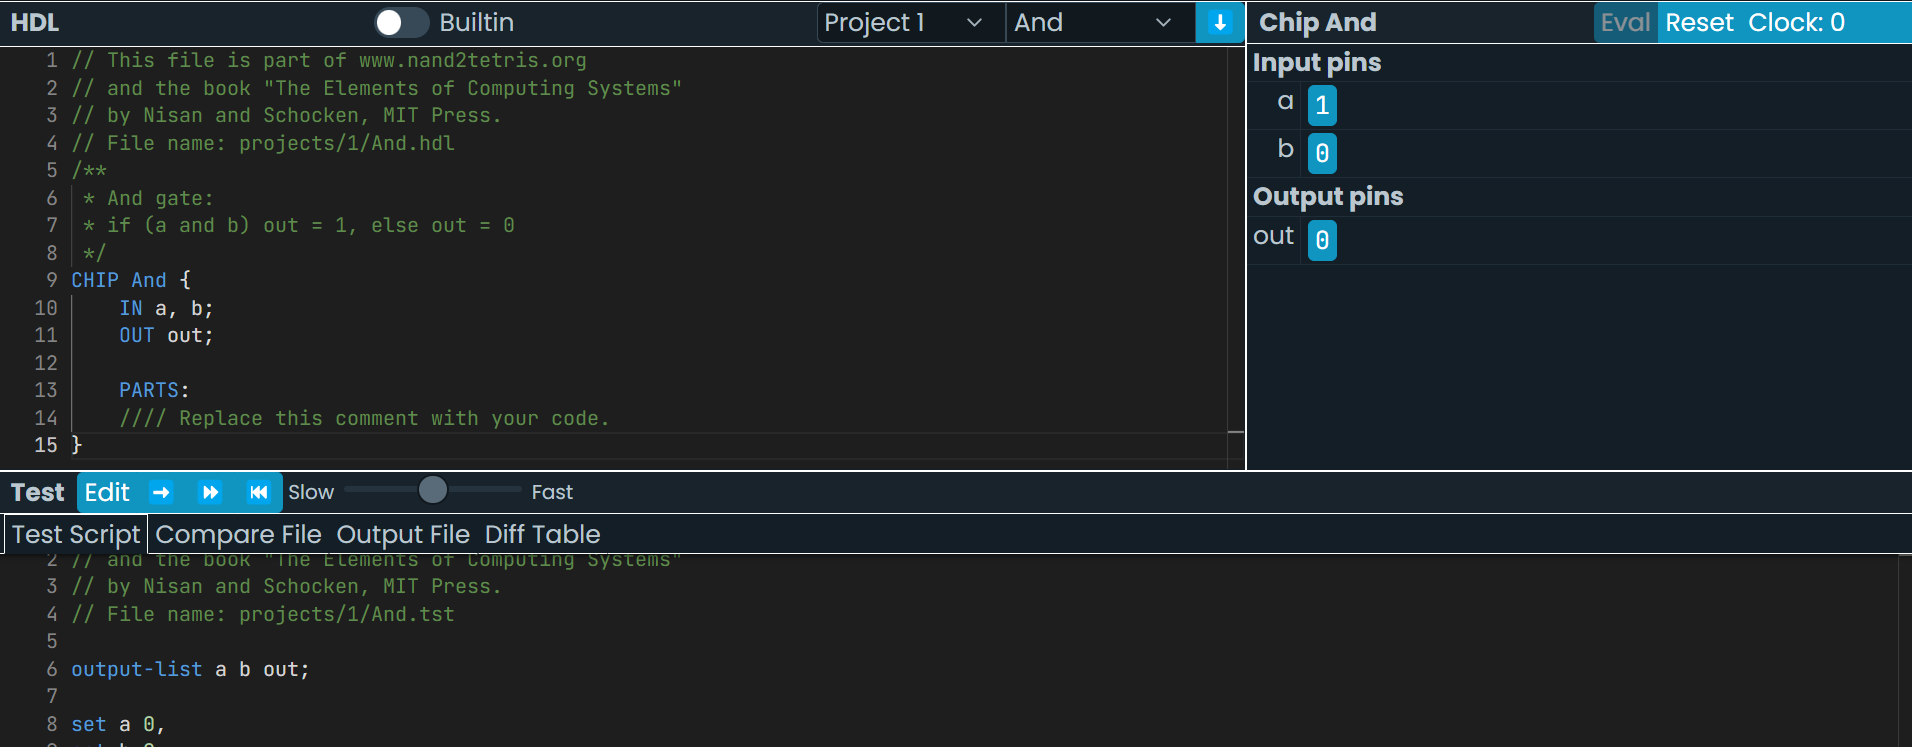 HDL Builtin Project 1 And
1 // This file is part of www.nand2tetris.org
2 // and the book "The Elements of Computing Systems"
3 // by Nisan and Schocken, MIT Press.
4 // File name: projects/1/And.hdl
5 /**
6 * And gate:
7 * if (a and b) out = 1, else out = 0
8 */
9 CHIP And {
10 IN a, b;
11 OUT out;
12
13 PARTS:
14 //// Replace this comment with your code.
15 }
Chip And Eval Reset Clock: 0
Input pins
a 1
b 0
Output pins
out 0
Test Edit Slow Fast
Test Script Compare File Output File Diff Table
2 // and the book "The Elements of Computing Systems"
3 // by Nisan and Schocken, MIT Press.
4 // File name: projects/1/And.tst
5
6 output-list a b out;
7
8 set a 0,